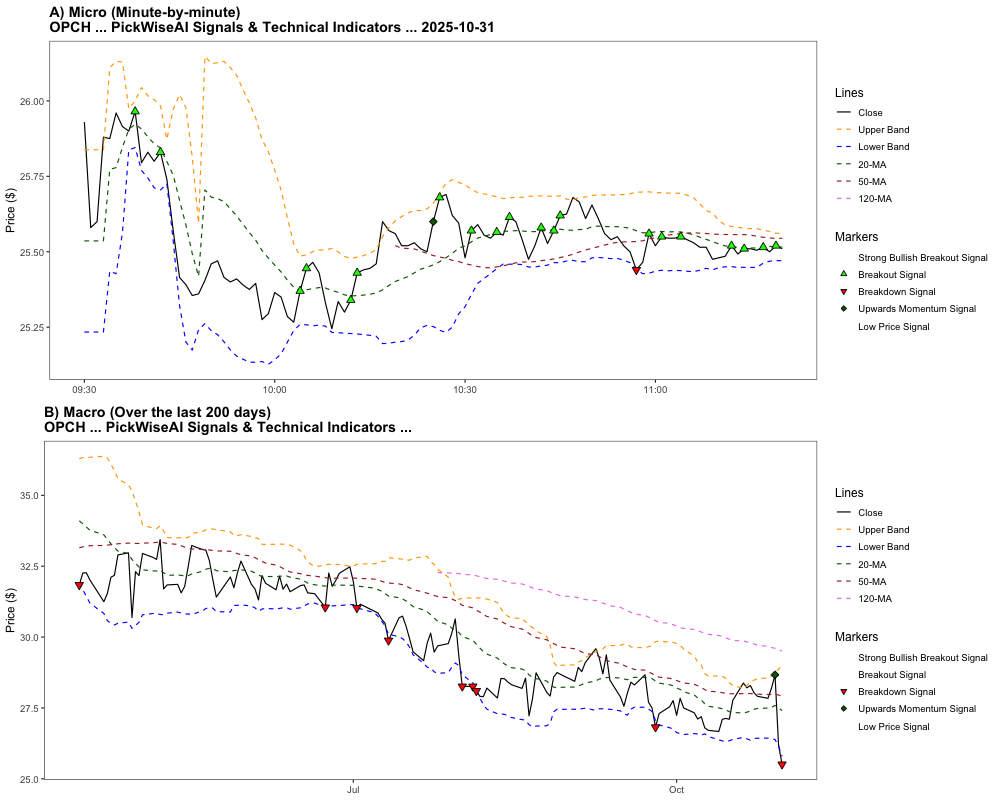 A) Micro (Minute-by-minute)
OPCH ... PickWiseAI Signals & Technical Indicators ... 2025-10-31
Price ($)
26.00
25.75
25.50
25.25
09:30
10:00
10:30
11:00
Lines
Close
Upper Band
Lower Band
20-MA
50-MA
120-MA
Markers
Strong Bullish Breakout Signal
Breakout Signal
Breakdown Signal
Upwards Momentum Signal
Low Price Signal
B) Macro (Over the last 200 days)
OPCH ... PickWiseAI Signals & Technical Indicators ...
Price ($)
35.0
32.5
30.0
27.5
25.0
Jul
Oct
Lines
Close
Upper Band
Lower Band
20-MA
50-MA
120-MA
Markers
Strong Bullish Breakout Signal
Breakout Signal
Breakdown Signal
Upwards Momentum Signal
Low Price Signal